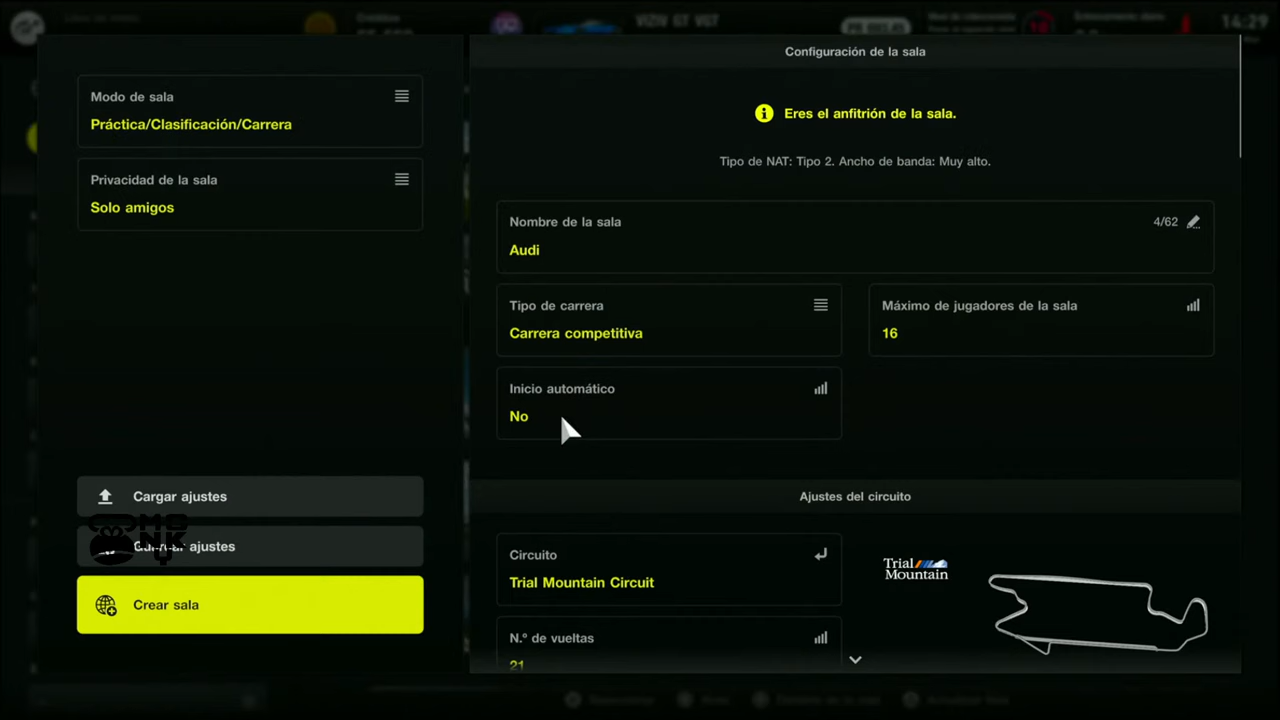 VIZIV GT VGT
14:29
Configuración de la sala
Modo de sala
Práctica/Clasificación/Carrera
Eres el anfitrión de la sala.
Tipo de NAT: Tipo 2. Ancho de banda: Muy alto.
Privacidad de la sala
Solo amigos
Nombre de la sala
4/62
Audi
Tipo de carrera
Carrera competitiva
Máximo de jugadores de la sala
16
Inicio automático
No
Cargar ajustes
ajustes
Crear sala
Ajustes del circuito
Circuito
Trial Mountain Circuit
Trial
Mountain
N.º de vueltas
21